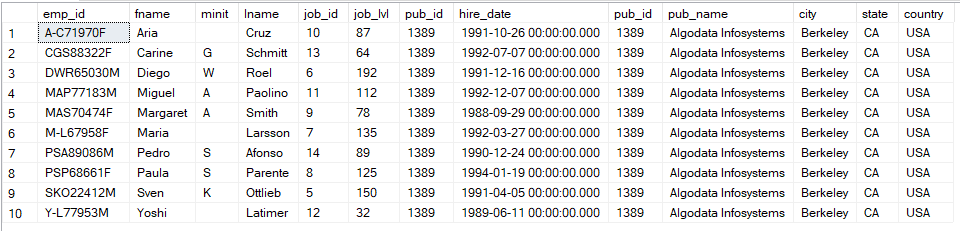 emp_id fname minit lname job_id job_lvl pub_id hire_date pub_id pub_name city state country
1 A-C71970F Aria Cruz 10 87 1389 1991-10-26 00:00:00.000 1389 Algodata Infosystems Berkeley CA USA
2 CGS88322F Carine G Schmitt 13 64 1389 1992-07-07 00:00:00.000 1389 Algodata Infosystems Berkeley CA USA
3 DWR65030M Diego W Roel 6 192 1389 1991-12-16 00:00:00.000 1389 Algodata Infosystems Berkeley CA USA
4 MAP77183M Miguel A Paolino 11 112 1389 1992-12-07 00:00:00.000 1389 Algodata Infosystems Berkeley CA USA
5 MAS70474F Margaret A Smith 9 78 1389 1988-09-29 00:00:00.000 1389 Algodata Infosystems Berkeley CA USA
6 M-L67958F Maria Larsson 7 135 1389 1992-03-27 00:00:00.000 1389 Algodata Infosystems Berkeley CA USA
7 PSA89086M Pedro S Afonso 14 89 1389 1990-12-24 00:00:00.000 1389 Algodata Infosystems Berkeley CA USA
8 PSP68661F Paula S Parente 8 125 1389 1994-01-19 00:00:00.000 1389 Algodata Infosystems Berkeley CA USA
9 SKO22412M Sven K Ottlieb 5 150 1389 1991-04-05 00:00:00.000 1389 Algodata Infosystems Berkeley CA USA
10 Y-L77953M Yoshi Latimer 12 32 1389 1989-06-11 00:00:00.000 1389 Algodata Infosystems Berkeley CA USA